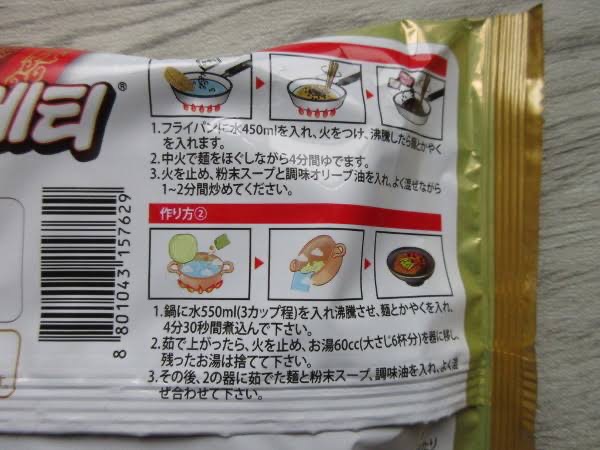 게티®
1.フライパンに水450mlを入れ、火をつけ、沸騰したら麺とかやく
を入れます。
2.中火で麺をほぐしながら4分間ゆでます。
3.火を止め、粉末スープと調味オリーブ油を入れ、よく混ぜながら
1~2分間炒めてください。
作り方②
1.鍋に水550ml(3カップ程)を入れ沸騰させ、麺とかやくを入れ、
4分30秒間煮込んで下さい。
2.茹で上がったら、火を止め、お湯60cc(大さじ6杯分)を器に移し、
残ったお湯は捨てて下さい。
3.その後、2の器に茹でた麺と粉末スープ、調味油を入れ、よく混
ぜ合わせて下さい。
8 801043 157629